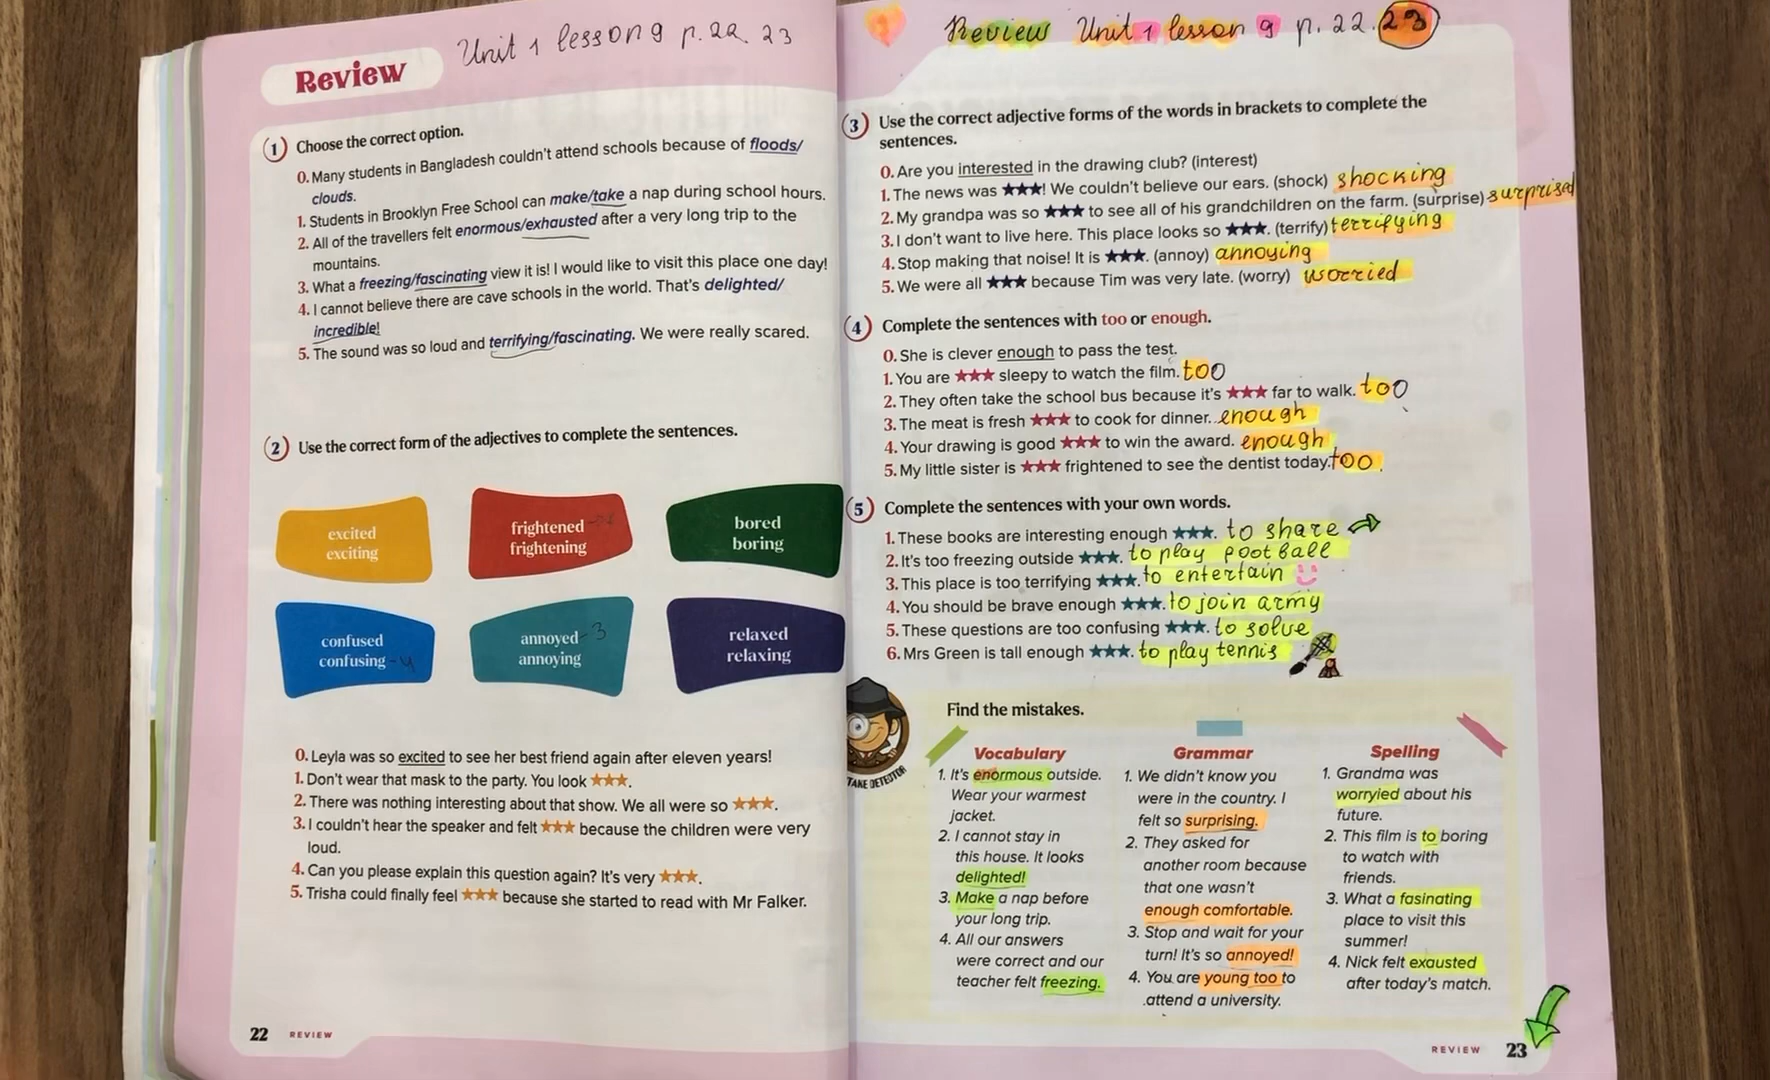 Unit 1 lesson 9 p. 22 23
Review
1 Choose the correct option.
0. Many students in Bangladesh couldn't attend schools because of floods/
clouds.
1. Students in Brooklyn Free School can make/take a nap during school hours.
2. All of the travellers felt enormous/exhausted after a very long trip to the
mountains.
3. What a freezing/fascinating view it is! I would like to visit this place one day!
4. I cannot believe there are cave schools in the world. That's delighted/
incredible!
5. The sound was so loud and terrifying/fascinating. We were really scared.
2 Use the correct form of the adjectives to complete the sentences.
excited
exciting
frightened
frightening
bored
boring
confused
confusing - 4
annoyed - 3
annoying
relaxed
relaxing
0. Leyla was so excited to see her best friend again after eleven years!
1. Don't wear that mask to the party. You look ★★★.
2. There was nothing interesting about that show. We all were so ★★★.
3. I couldn't hear the speaker and felt ★★★ because the children were very
loud.
4. Can you please explain this question again? It's very ★★★.
5. Trisha could finally feel ★★★ because she started to read with Mr Falker.
22 REVIEW
Review Unit 1 lesson 9 p. 22. 23
3 Use the correct adjective forms of the words in brackets to complete the
sentences.
0. Are you interested in the drawing club? (interest)
1. The news was ★★★! We couldn't believe our ears. (shock) shocking
2. My grandpa was so ★★★ to see all of his grandchildren on the farm. (surprise) surprised
3. I don't want to live here. This place looks so ★★★. (terrify) terrifying
4. Stop making that noise! It is ★★★. (annoy) annoying
5. We were all ★★★ because Tim was very late. (worry) worried
4 Complete the sentences with too or enough.
0. She is clever enough to pass the test.
1. You are ★★★ sleepy to watch the film. too
2. They often take the school bus because it's ★★★ far to walk. too
3. The meat is fresh ★★★ to cook for dinner. enough
4. Your drawing is good ★★★ to win the award. enough
5. My little sister is ★★★ frightened to see the dentist today. too.
5 Complete the sentences with your own words.
1. These books are interesting enough ★★★. to share
2. It's too freezing outside ★★★. to play football
3. This place is too terrifying ★★★. to entertain
4. You should be brave enough ★★★. to join army
5. These questions are too confusing ★★★. to solve
6. Mrs Green is tall enough ★★★. to play tennis
Find the mistakes.
Vocabulary
1. It's enormous outside.
Wear your warmest
jacket.
2. I cannot stay in
this house. It looks
delighted!
3. Make a nap before
your long trip.
4. All our answers
were correct and our
teacher felt freezing.
Grammar
1. We didn't know you
were in the country. I
felt so surprising.
2. They asked for
another room because
that one wasn't
enough comfortable.
3. Stop and wait for your
turn! It's so annoyed!
4. You are young too to
attend a university.
Spelling
1. Grandma was
worryied about his
future.
2. This film is to boring
to watch with
friends.
3. What a fasinating
place to visit this
summer!
4. Nick felt exausted
after today's match.
REVIEW 23